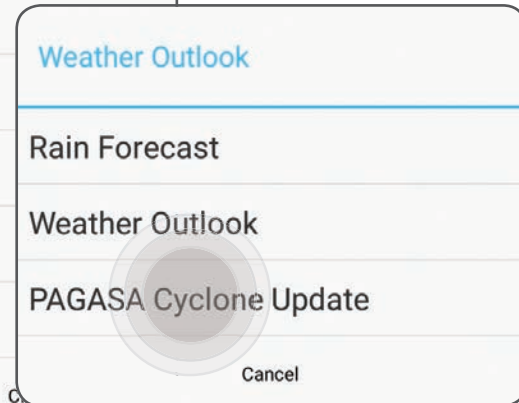 Weather Outlook
Rain Forecast
Weather Outlook
PAGASA Cyclone Update
Cancel